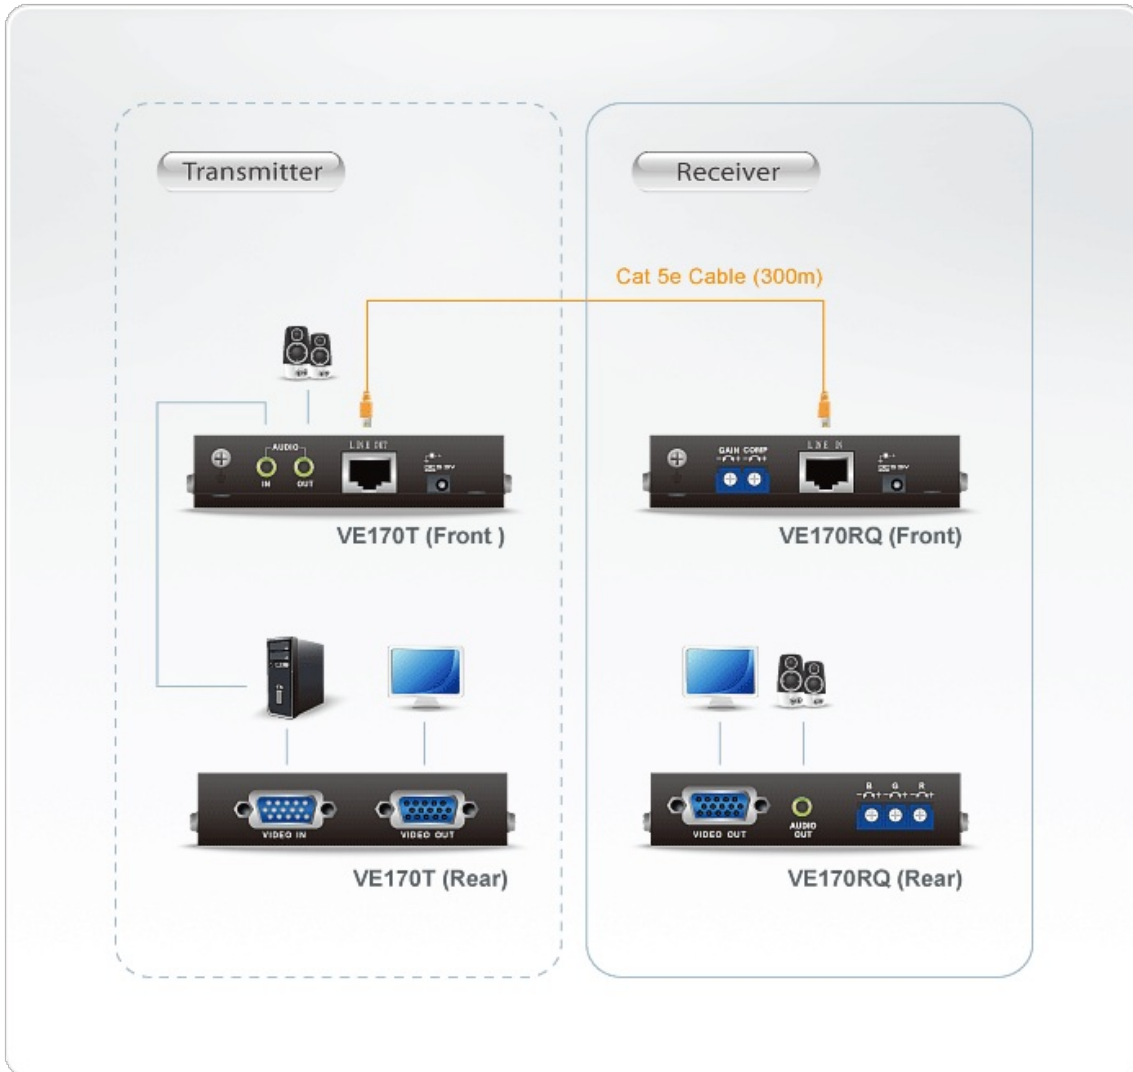 Transmitter
Receiver
Cat 5e Cable (300m)
AUDIO
IN
OUT
LINE OUT
VE170T (Front )
GAIN COMP
- +
- +
LINE IN
VE170RQ (Front)
VIDEO IN
VIDEO OUT
VE170T (Rear)
VIDEO OUT
AUDIO
OUT
B G R
- + - + - +
VE170RQ (Rear)